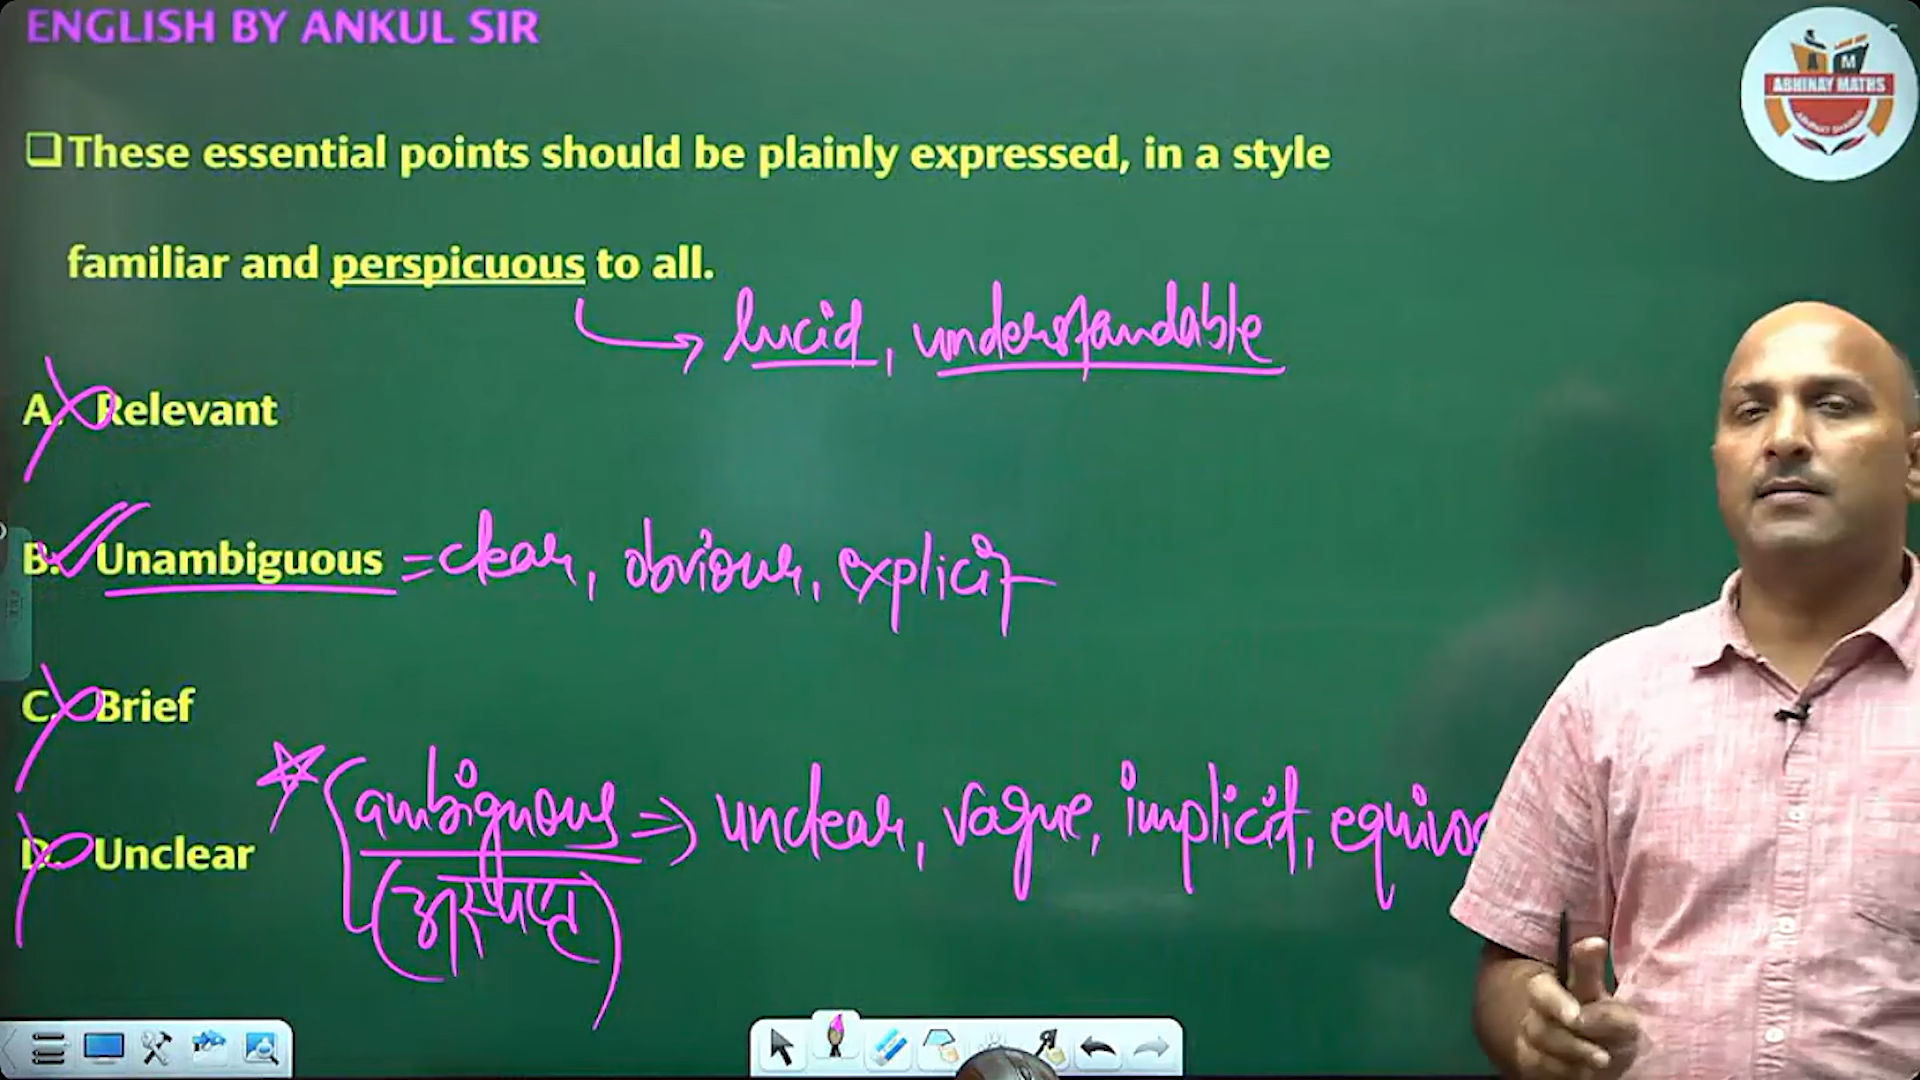 ENGLISH BY ANKUL SIR
ABHINAY MATHS
These essential points should be plainly expressed, in a style
familiar and perspicuous to all.
lucid, understandable
A. Relevant
B. Unambiguous = clear, obvious, explicit
C. Brief
ambiguous ⇒ unclear, vague, implicit,
D. Unclear
(अस्पष्ट)